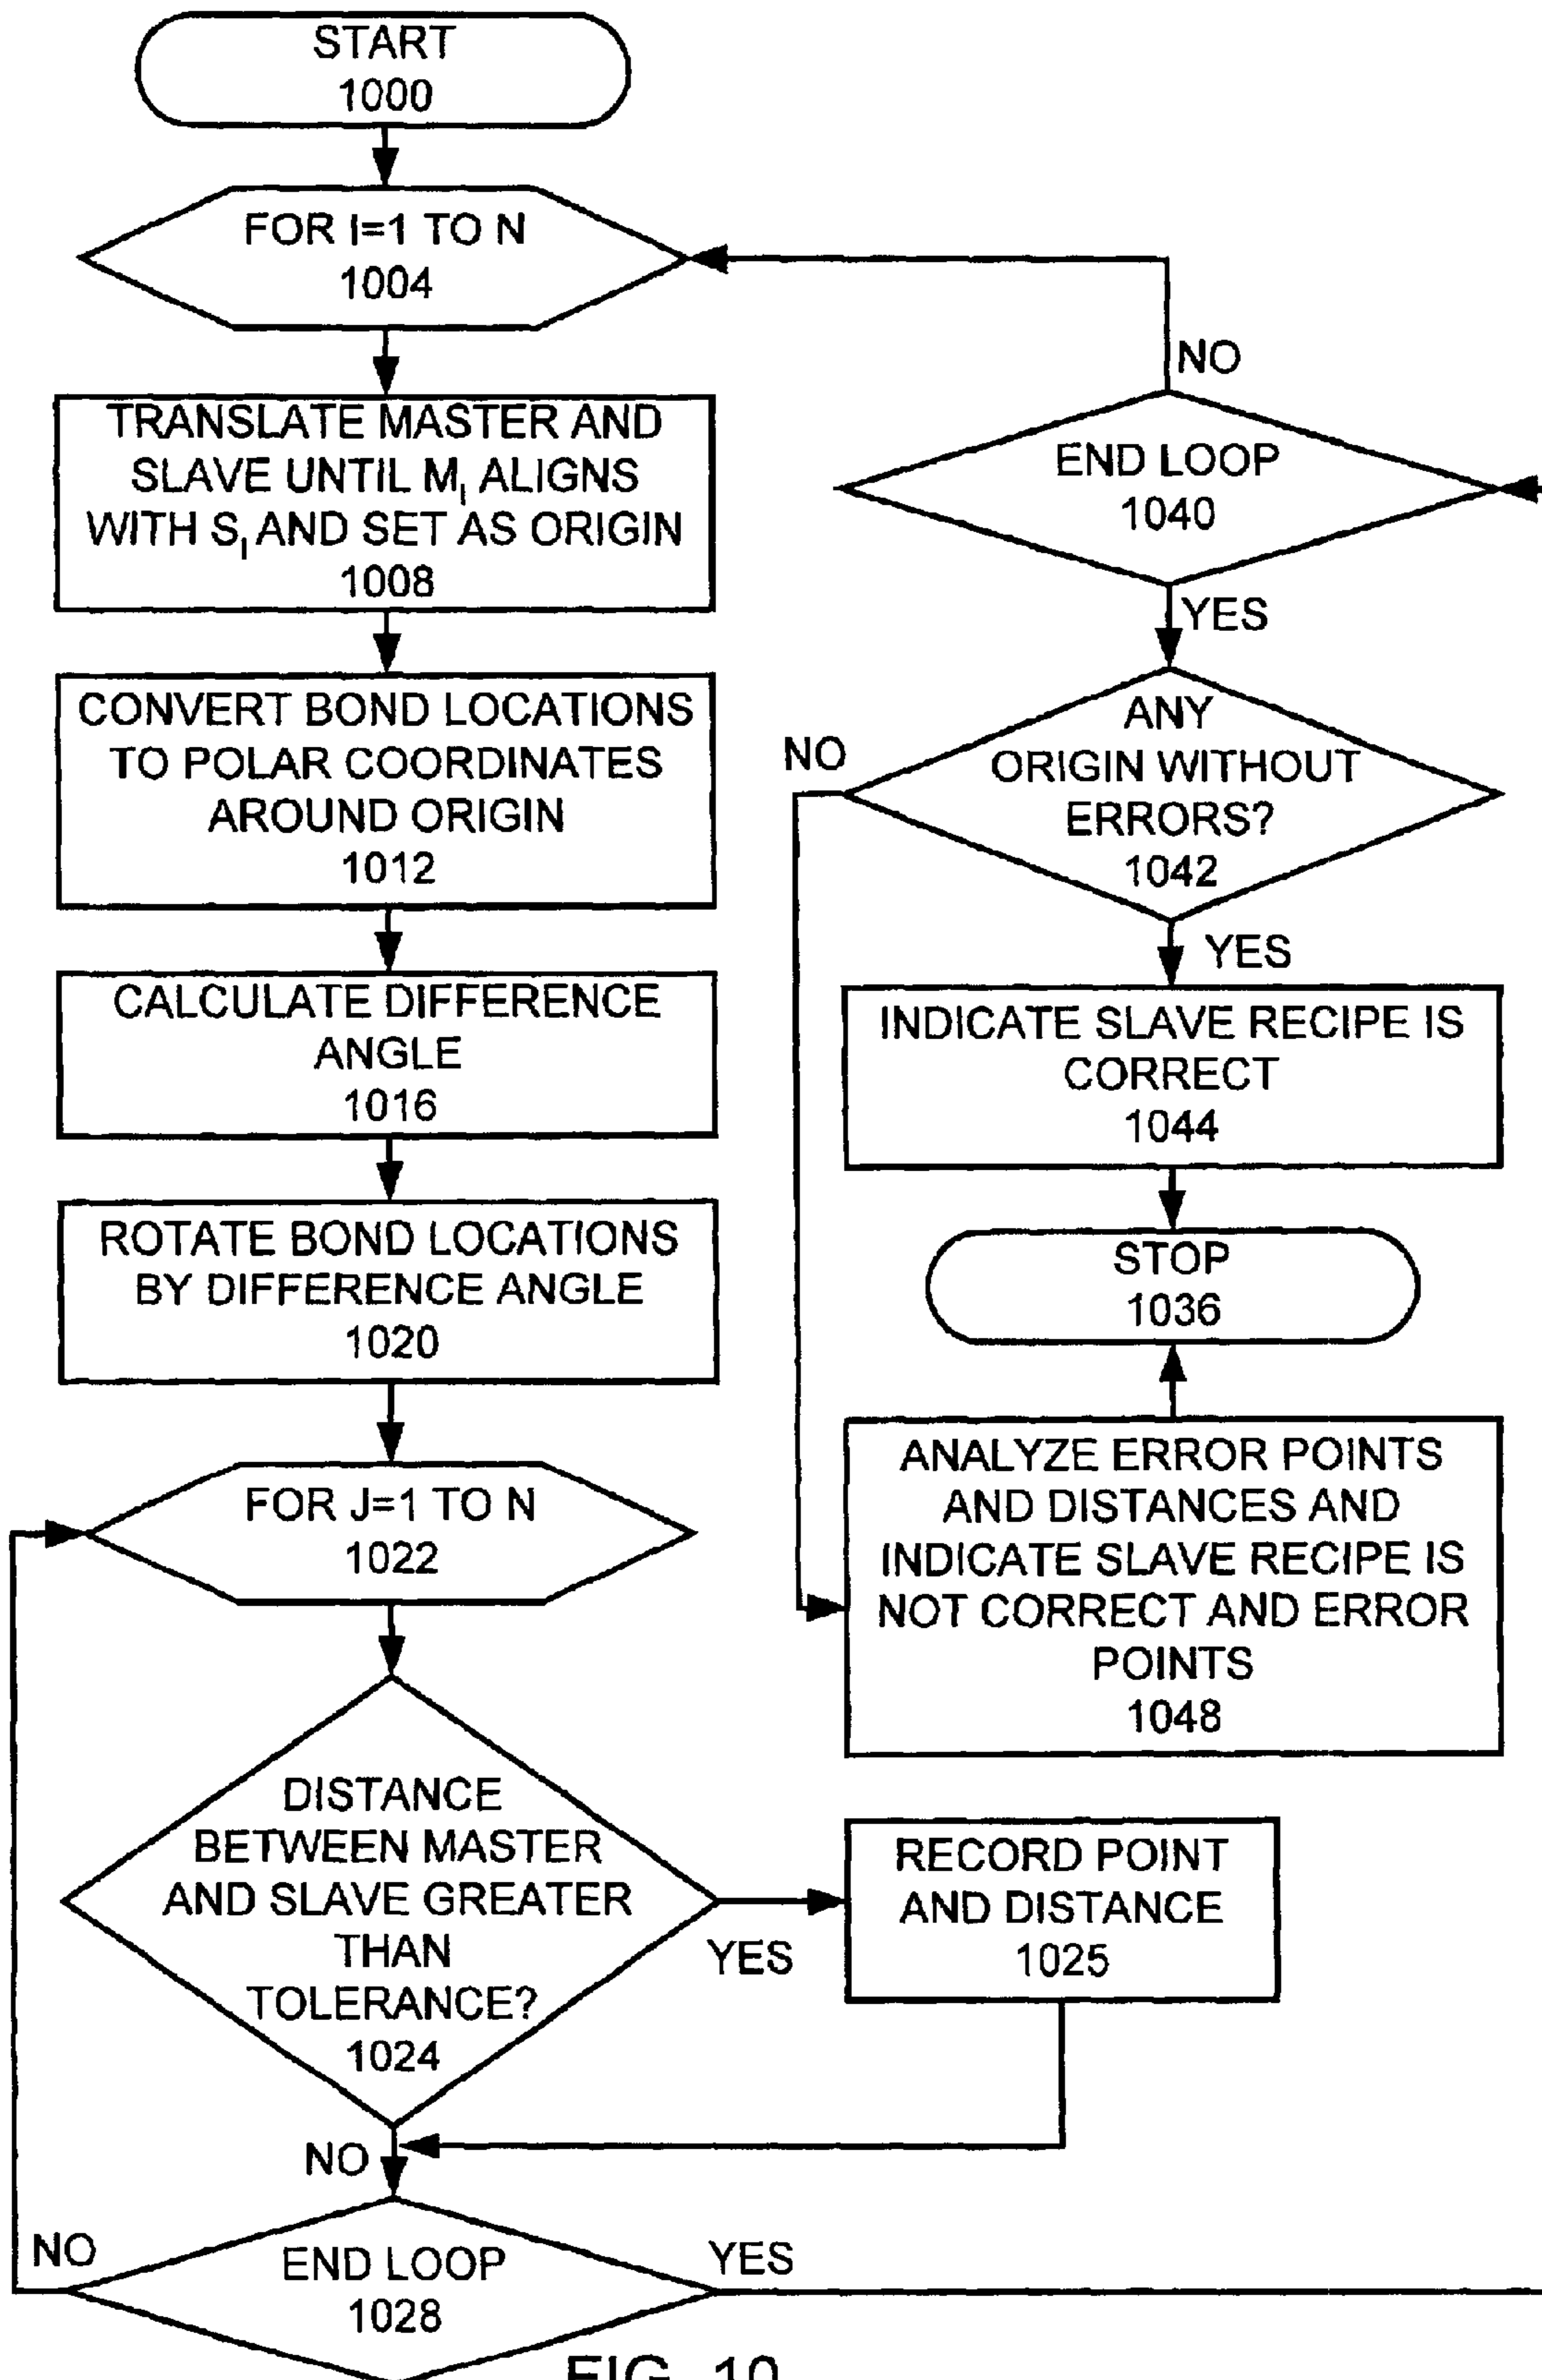 START
1000
FOR I=1 TO N
1004
TRANSLATE MASTER AND
SLAVE UNTIL M_I ALIGNS
WITH S_I AND SET AS ORIGIN
1008
CONVERT BOND LOCATIONS
TO POLAR COORDINATES
AROUND ORIGIN
1012
CALCULATE DIFFERENCE
ANGLE
1016
ROTATE BOND LOCATIONS
BY DIFFERENCE ANGLE
1020
FOR J=1 TO N
1022
DISTANCE
BETWEEN MASTER
AND SLAVE GREATER
THAN
TOLERANCE?
1024
YES
RECORD POINT
AND DISTANCE
1025
NO
NO
END LOOP
1028
YES
NO
END LOOP
1040
YES
ANY
ORIGIN WITHOUT
ERRORS?
1042
NO
YES
INDICATE SLAVE RECIPE IS
CORRECT
1044
STOP
1036
ANALYZE ERROR POINTS
AND DISTANCES AND
INDICATE SLAVE RECIPE IS
NOT CORRECT AND ERROR
POINTS
1048
FIG. 10